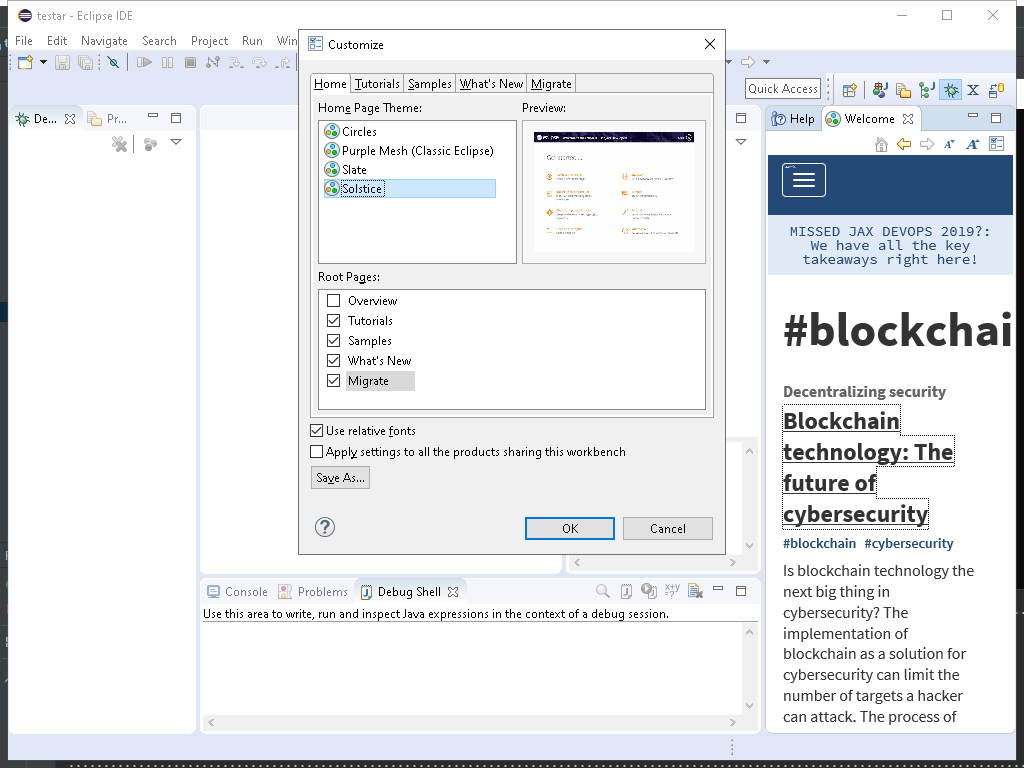 testar - Eclipse IDE
File Edit Navigate Search Project Run Win
Customize
Home Tutorials Samples What's New Migrate
Quick Access
Home Page Theme: Preview:
Circles
Purple Mesh (Classic Eclipse)
Slate
Solstice
Get started...
De... Pr...
Help Welcome
MISSED JAX DEVOPS 2019?:
We have all the key
takeaways right here!
Root Pages:
Overview
Tutorials
Samples
What's New
Migrate
#blockchai
Decentralizing security
Blockchain
technology: The
future of
cybersecurity
#blockchain #cybersecurity
Is blockchain technology the
next big thing in
cybersecurity? The
implementation of
blockchain as a solution for
cybersecurity can limit the
number of targets a hacker
can attack. The process of
Use relative fonts
Apply settings to all the products sharing this workbench
Save As...
OK Cancel
Console Problems Debug Shell
Use this area to write, run and inspect Java expressions in the context of a debug session.